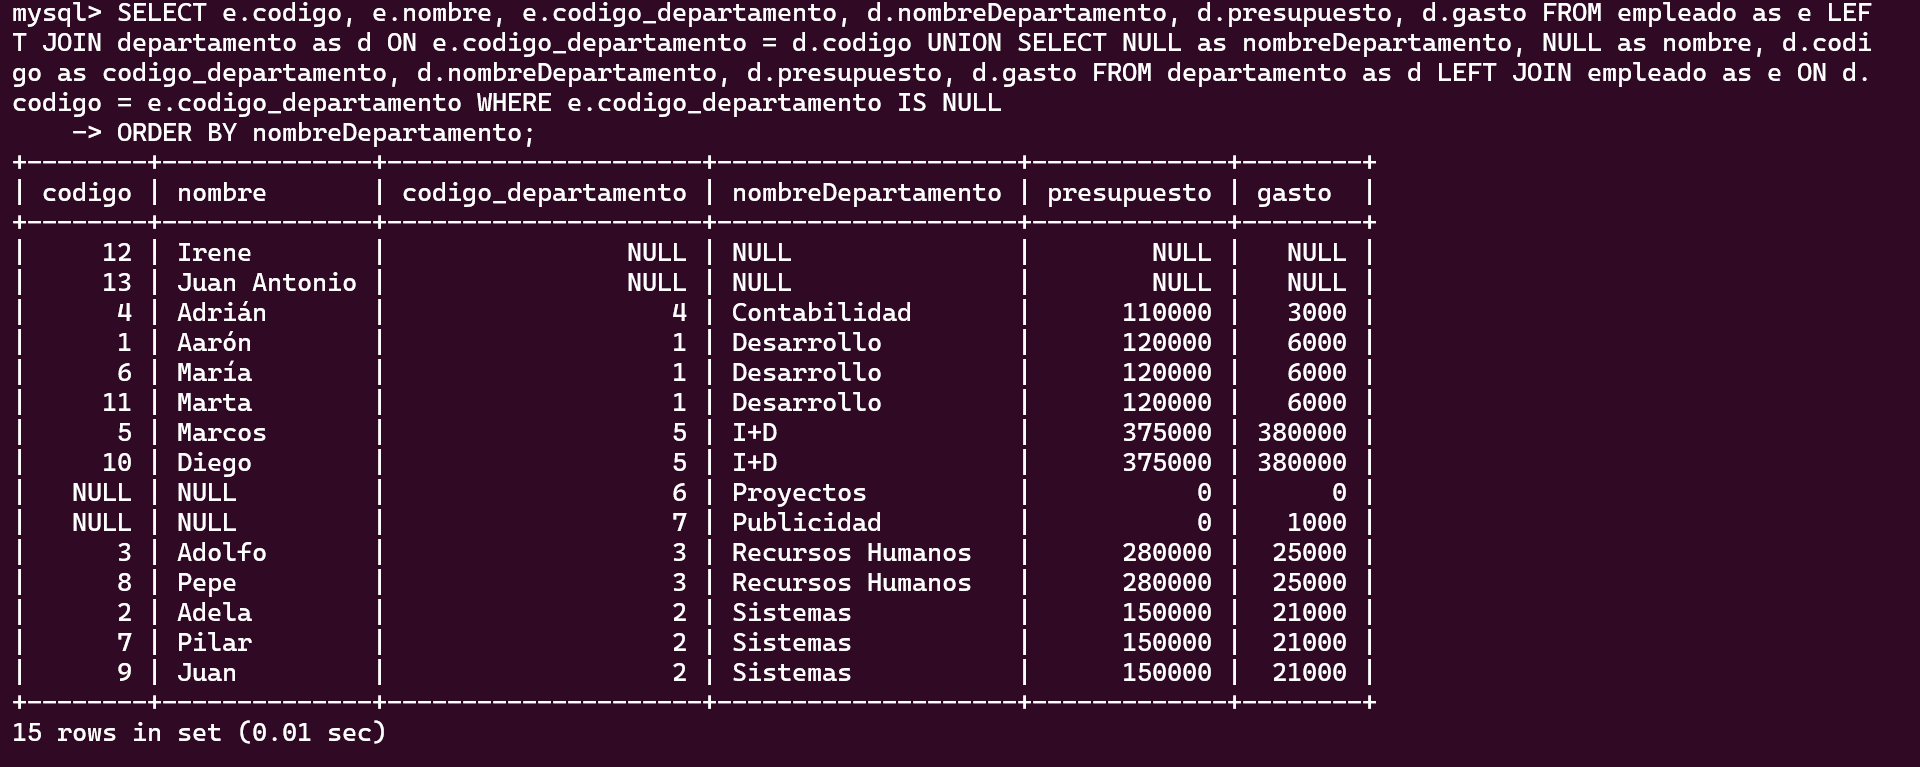 mysql> SELECT e.codigo, e.nombre, e.codigo_departamento, d.nombreDepartamento, d.presupuesto, d.gasto FROM empleado as e LEF
T JOIN departamento as d ON e.codigo_departamento = d.codigo UNION SELECT NULL as nombreDepartamento, NULL as nombre, d.codi
go as codigo_departamento, d.nombreDepartamento, d.presupuesto, d.gasto FROM departamento as d LEFT JOIN empleado as e ON d.
codigo = e.codigo_departamento WHERE e.codigo_departamento IS NULL
    -> ORDER BY nombreDepartamento;
+--------+--------------+---------------------+--------------------+-------------+--------+
| codigo | nombre       | codigo_departamento | nombreDepartamento | presupuesto | gasto  |
+--------+--------------+---------------------+--------------------+-------------+--------+
|     12 | Irene        |                NULL | NULL               |        NULL |   NULL |
|     13 | Juan Antonio |                NULL | NULL               |        NULL |   NULL |
|      4 | Adrián       |                   4 | Contabilidad       |      110000 |   3000 |
|      1 | Aarón        |                   1 | Desarrollo         |      120000 |   6000 |
|      6 | María        |                   1 | Desarrollo         |      120000 |   6000 |
|     11 | Marta        |                   1 | Desarrollo         |      120000 |   6000 |
|      5 | Marcos       |                   5 | I+D                |      375000 | 380000 |
|     10 | Diego        |                   5 | I+D                |      375000 | 380000 |
|   NULL | NULL         |                   6 | Proyectos          |           0 |      0 |
|   NULL | NULL         |                   7 | Publicidad         |           0 |   1000 |
|      3 | Adolfo       |                   3 | Recursos Humanos   |      280000 |  25000 |
|      8 | Pepe         |                   3 | Recursos Humanos   |      280000 |  25000 |
|      2 | Adela        |                   2 | Sistemas           |      150000 |  21000 |
|      7 | Pilar        |                   2 | Sistemas           |      150000 |  21000 |
|      9 | Juan         |                   2 | Sistemas           |      150000 |  21000 |
+--------+--------------+---------------------+--------------------+-------------+--------+
15 rows in set (0.01 sec)